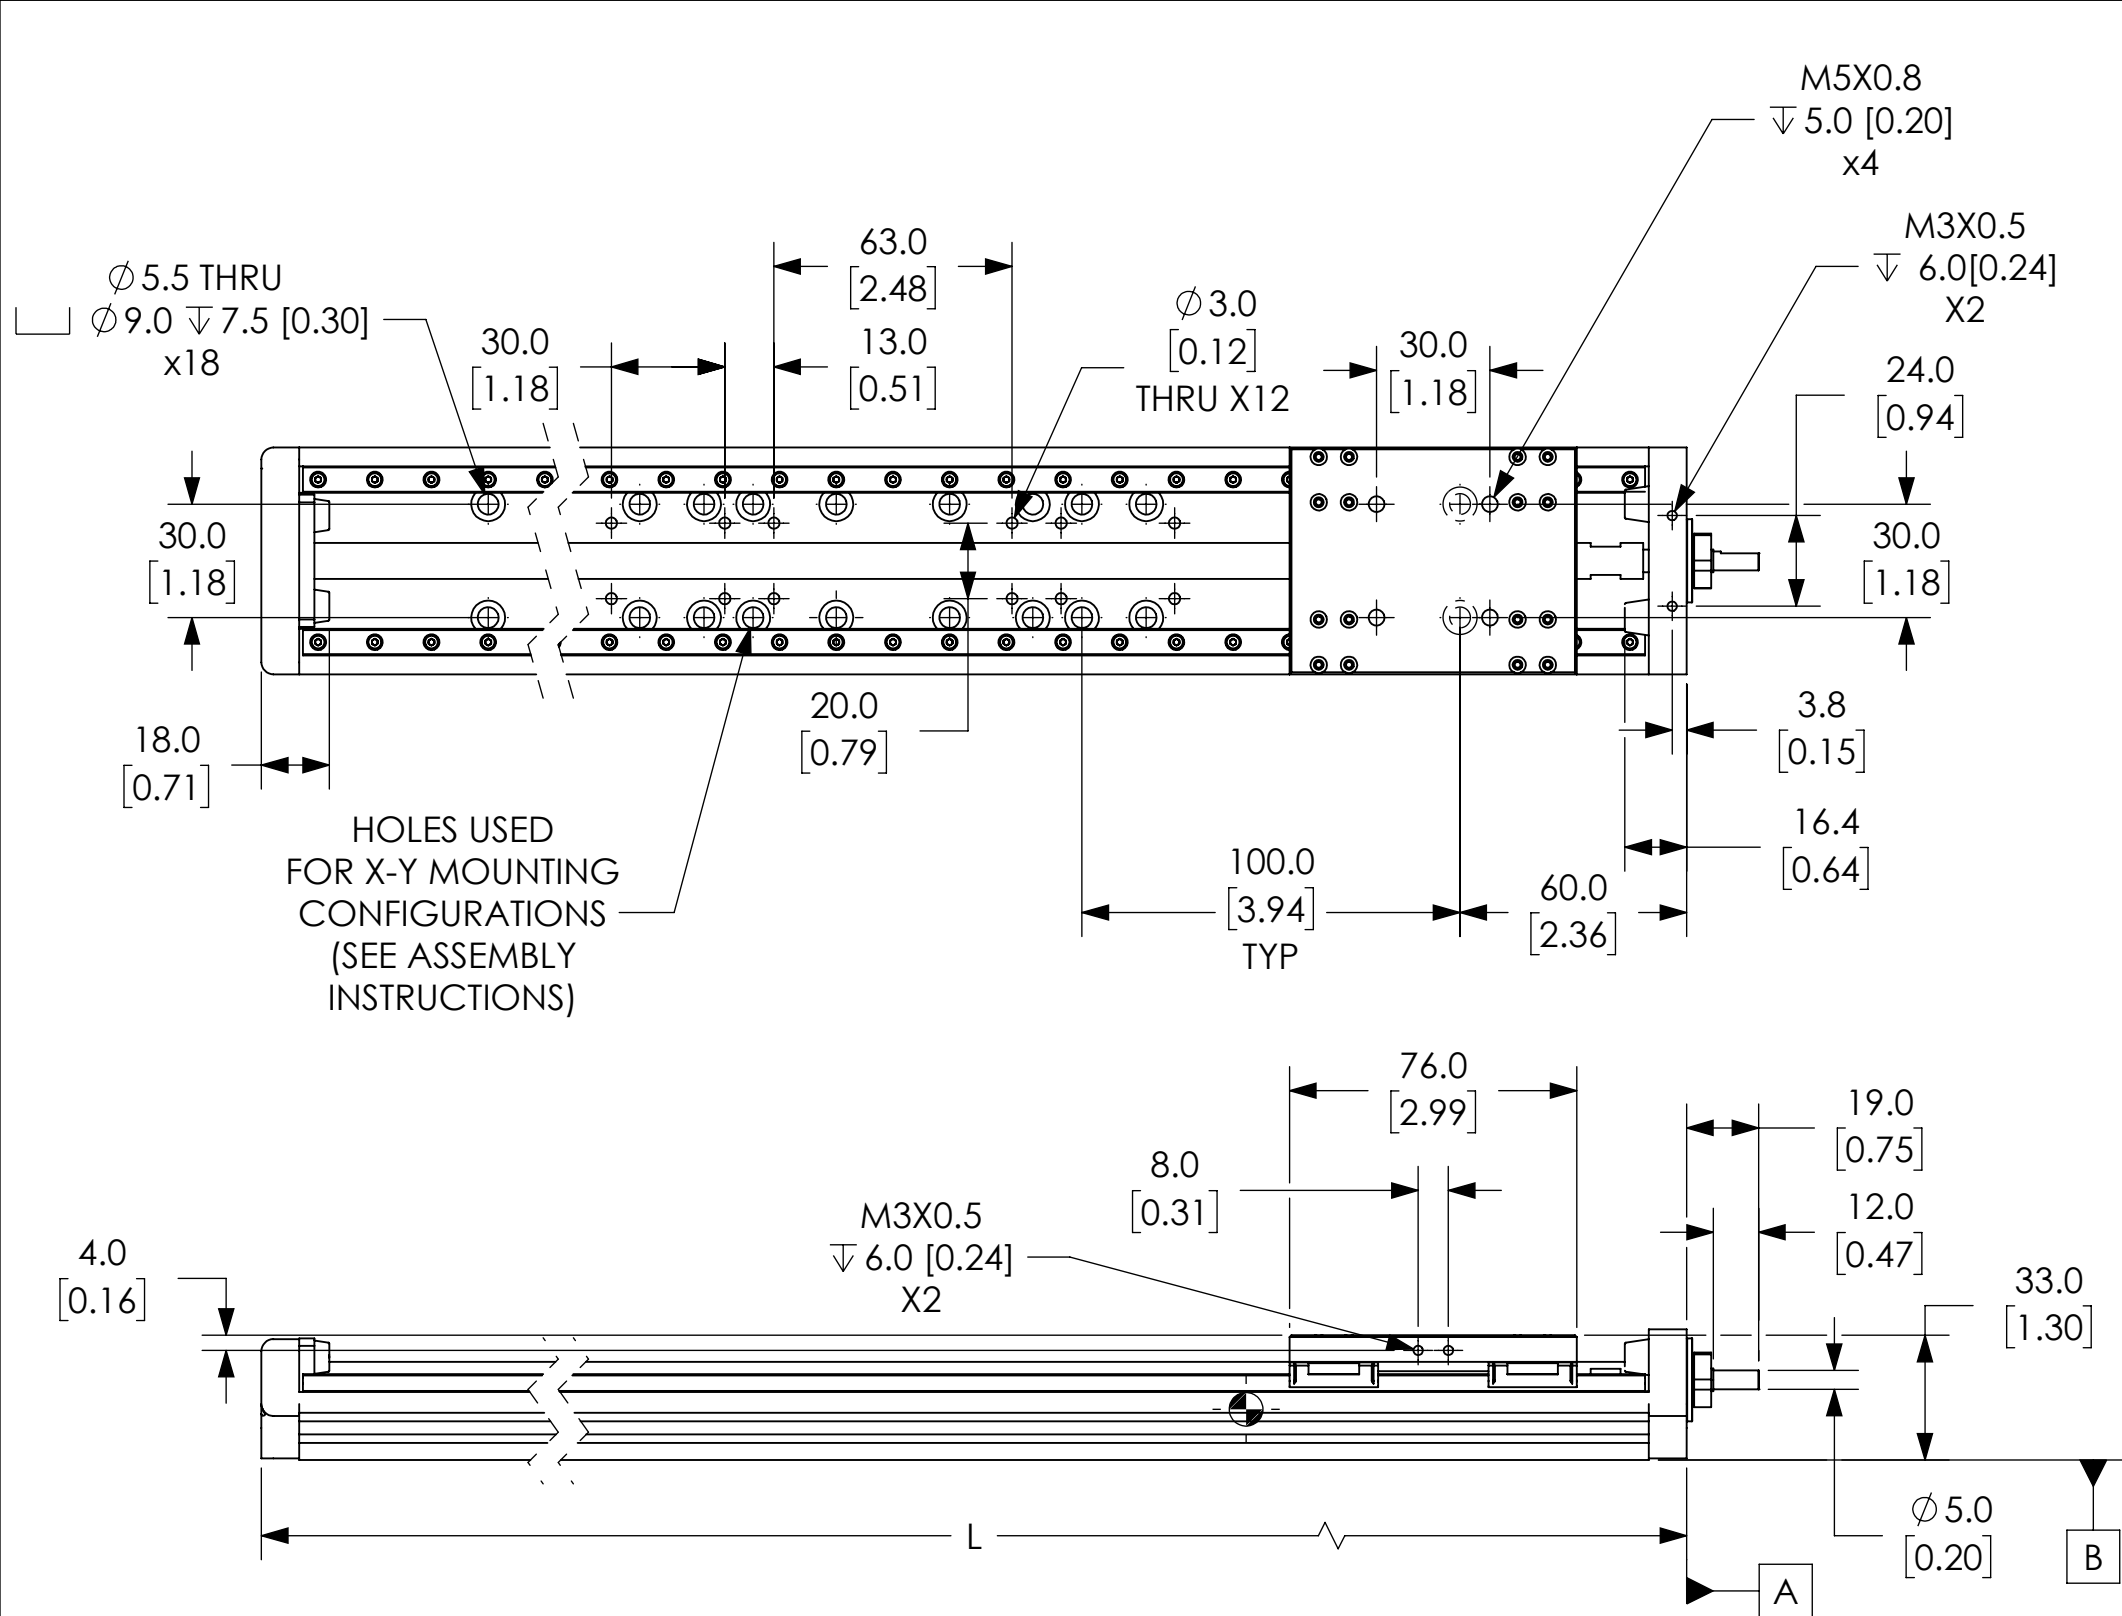 M5X0.8
↧ 5.0 [0.20]
x4
M3X0.5
↧ 6.0[0.24]
X2
63.0
[2.48]
⌀ 5.5 THRU
⌴ ⌀ 9.0 ↧ 7.5 [0.30]
x18
⌀ 3.0
[0.12]
THRU X12
30.0
[1.18]
13.0
[0.51]
30.0
[1.18]
24.0
[0.94]
30.0
[1.18]
30.0
[1.18]
18.0
[0.71]
20.0
[0.79]
3.8
[0.15]
16.4
[0.64]
HOLES USED
FOR X-Y MOUNTING
CONFIGURATIONS
(SEE ASSEMBLY
INSTRUCTIONS)
100.0
[3.94]
TYP
60.0
[2.36]
76.0
[2.99]
19.0
[0.75]
8.0
[0.31]
12.0
[0.47]
M3X0.5
↧ 6.0 [0.24]
X2
4.0
[0.16]
33.0
[1.30]
⌀ 5.0
[0.20]
L
B
A